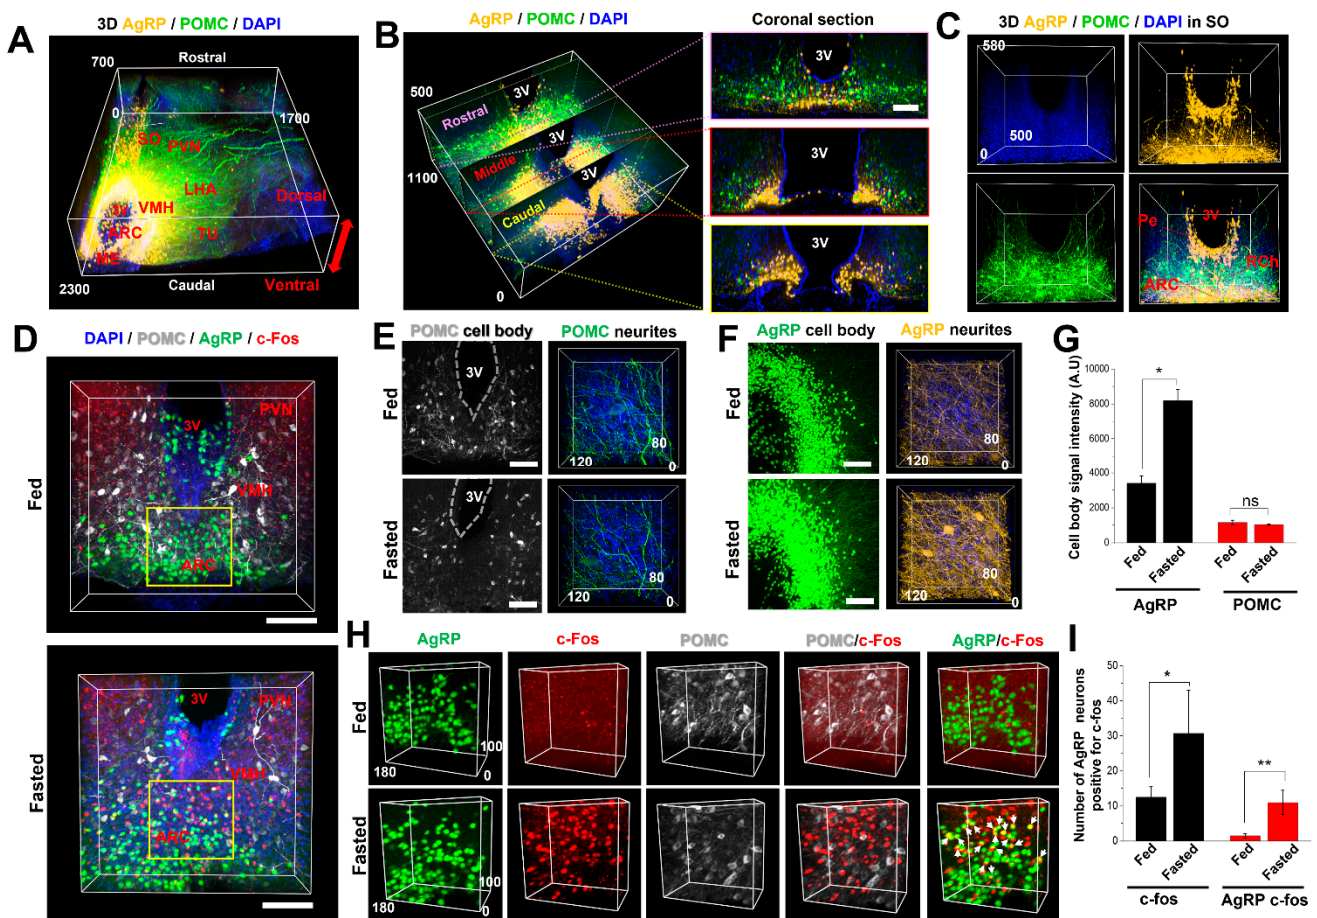 A
3D AgRP / POMC / DAPI
700
Rostral
0
1700
SO
PVN
LHA
Dorsal
3V
VMH
ARC
TU
ME
2300
Caudal
Ventral
B
AgRP / POMC / DAPI
Coronal section
500
3V
Rostral
3V
1100
Middle
3V
Caudal
0
3V
3V
3V
C
3D AgRP / POMC / DAPI in SO
580
500
0
3V
Pe
RCh
ARC
D
DAPI / POMC / AgRP / c-Fos
Fed
PVN
3V
VMH
ARC
Fasted
3V
PVN
VMH
ARC
E
POMC cell body
POMC neurites
Fed
3V
80
120
0
Fasted
3V
80
120
0
F
AgRP cell body
AgRP neurites
Fed
80
120
0
Fasted
80
120
0
G
Cell body signal intensity (A.U)
10000
8000
6000
4000
2000
0
*
ns
Fed
Fasted
Fed
Fasted
AgRP
POMC
H
AgRP
c-Fos
POMC
POMC/c-Fos
AgRP/c-Fos
Fed
100
180
0
Fasted
100
180
0
I
Number of AgRP neurons
positive for c-fos
50
40
30
20
10
0
*
**
Fed
Fasted
Fed
Fasted
c-fos
AgRP c-fos